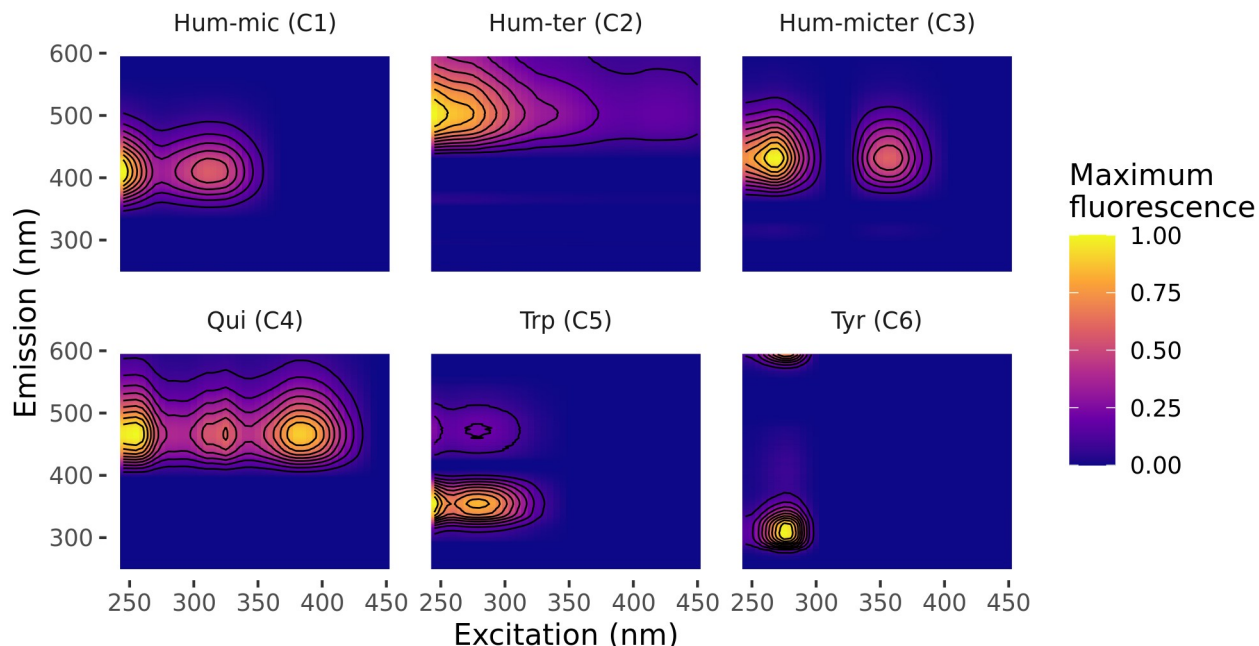 Hum-mic (C1)
Hum-ter (C2)
Hum-micter (C3)
600
500
400
300
Qui (C4)
Trp (C5)
Tyr (C6)
600
500
400
300
250 300 350 400 450
250 300 350 400 450
250 300 350 400 450
Excitation (nm)
Emission (nm)
Maximum
fluorescence
1.00
0.75
0.50
0.25
0.00